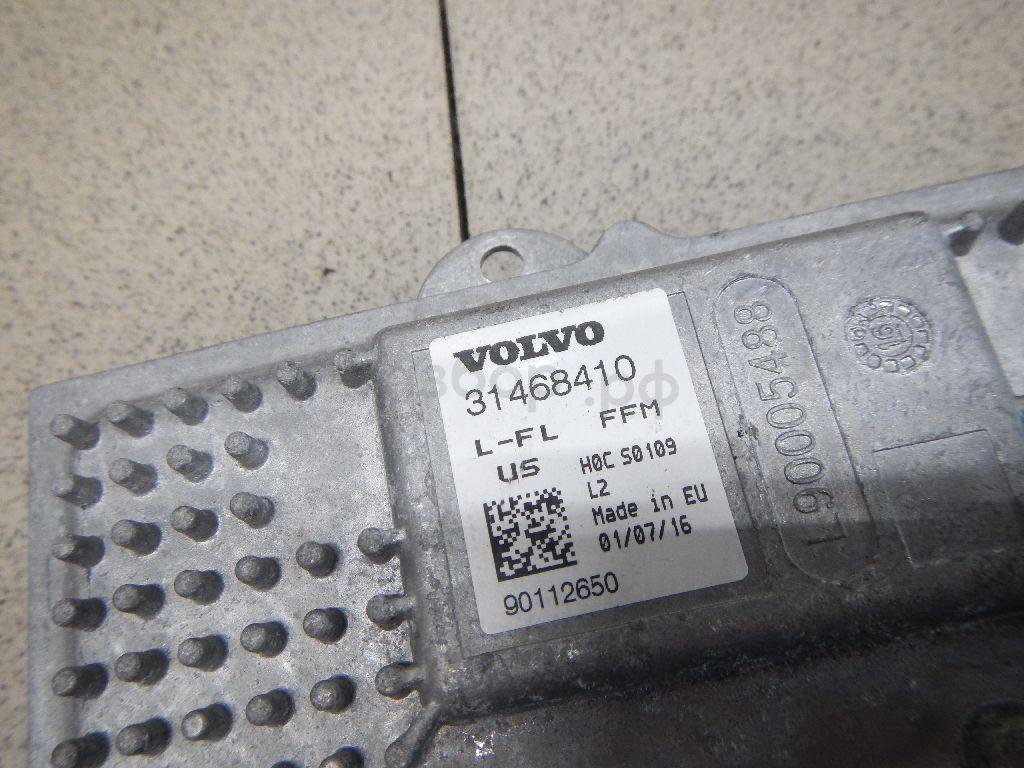 VOLVO
31468410
L-FL FFM
US H0C S0109
L2
Made in EU
01/07/16
90112650
L90005488